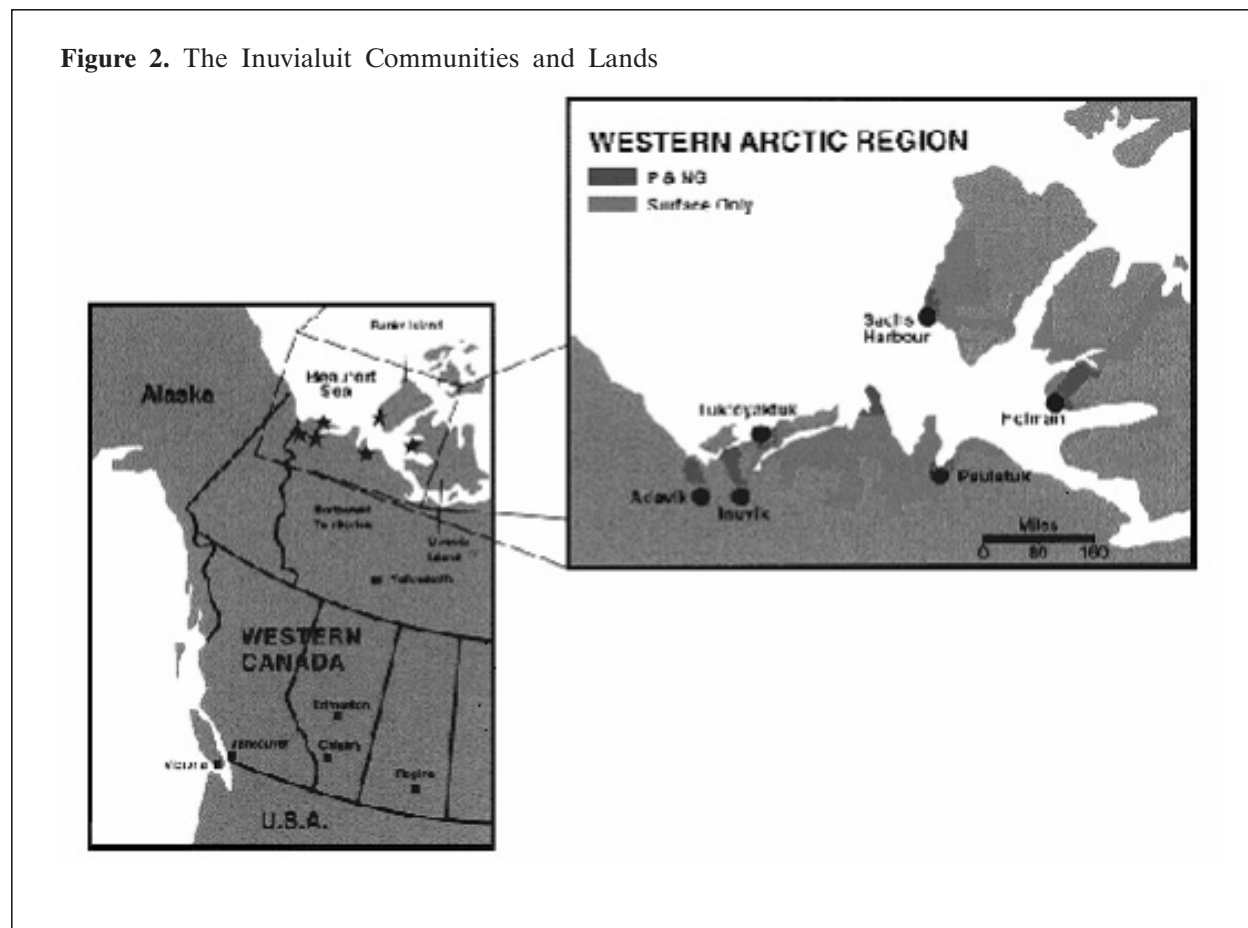 Figure 2. The Inuvialuit Communities and Lands
WESTERN ARCTIC REGION
P & NG
Surface Only
Sachs
Harbour
Holman
Tuktoyaktuk
Paulatuk
Aklavik
Inuvik
Miles
0 80 160
Banks Island
Beaufort
Sea
Alaska
Northwest
Territories
Victoria
Island
Yellowknife
WESTERN
CANADA
Edmonton
Calgary
Vancouver
Victoria
Regina
U.S.A.